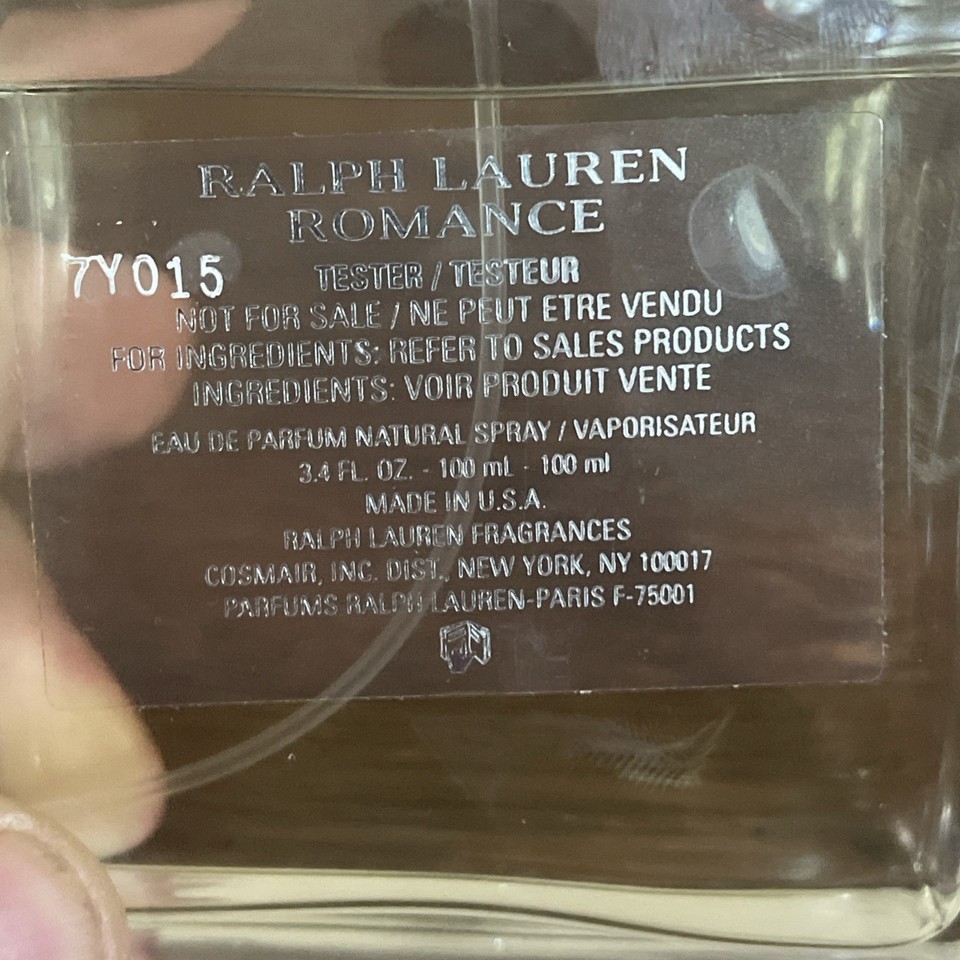 RALPH LAUREN
ROMANCE
7Y015
TESTER / TESTEUR
NOT FOR SALE / NE PEUT ETRE VENDU
FOR INGREDIENTS: REFER TO SALES PRODUCTS
INGREDIENTS: VOIR PRODUIT VENTE
EAU DE PARFUM NATURAL SPRAY / VAPORISATEUR
3.4 FL. OZ. - 100 mL - 100 ml
MADE IN U.S.A.
RALPH LAUREN FRAGRANCES
COSMAIR, INC. DIST., NEW YORK, NY 100017
PARFUMS RALPH LAUREN-PARIS F-75001